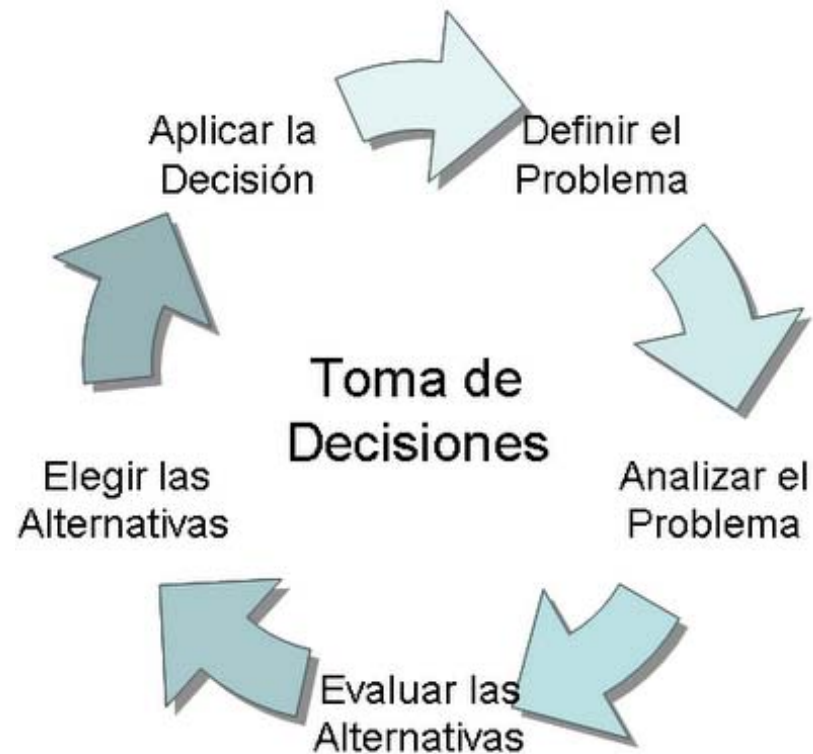 Toma de
Decisiones
Definir el
Problema
Analizar el
Problema
Evaluar las
Alternativas
Elegir las
Alternativas
Aplicar la
Decisión